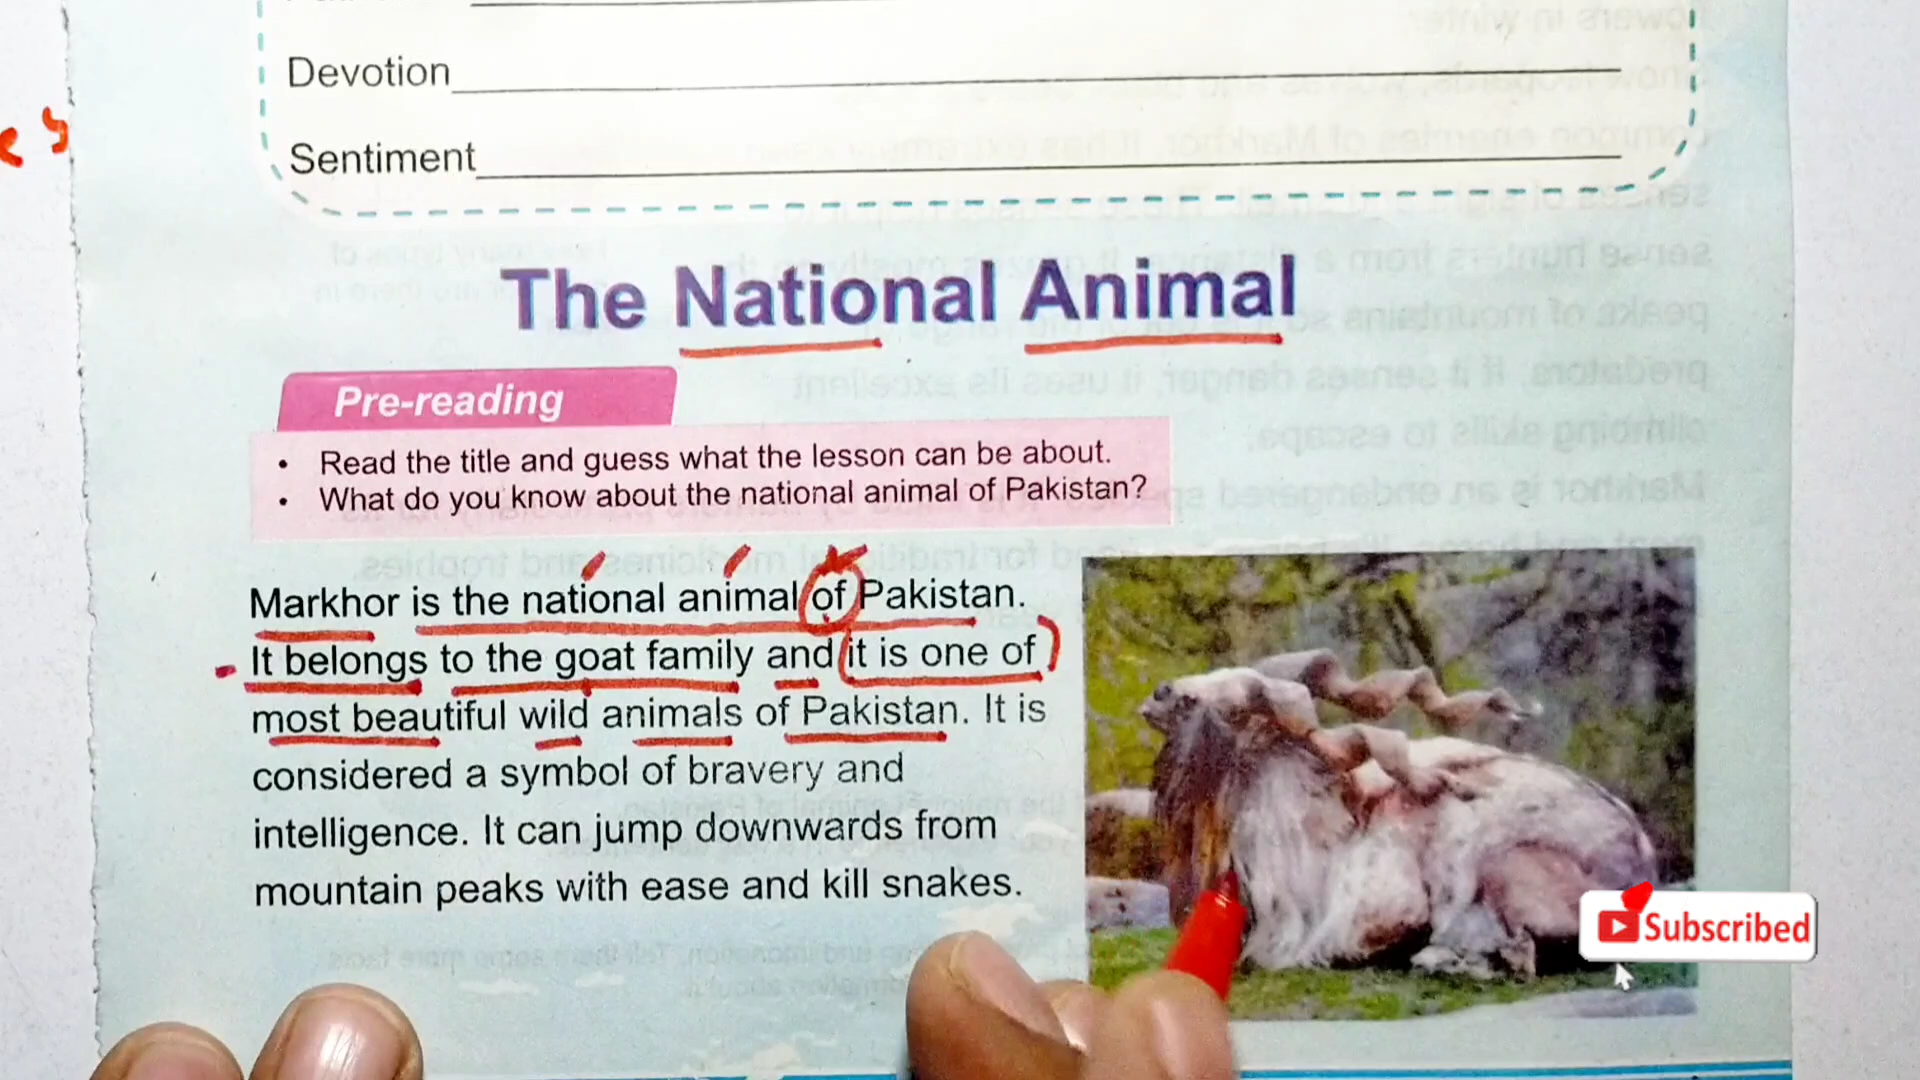 Devotion
Sentiment
The National Animal
Pre-reading
• Read the title and guess what the lesson can be about.
• What do you know about the national animal of Pakistan?
Markhor is the national animal of Pakistan.
It belongs to the goat family and it is one of
most beautiful wild animals of Pakistan. It is
considered a symbol of bravery and
intelligence. It can jump downwards from
mountain peaks with ease and kill snakes.
Subscribed